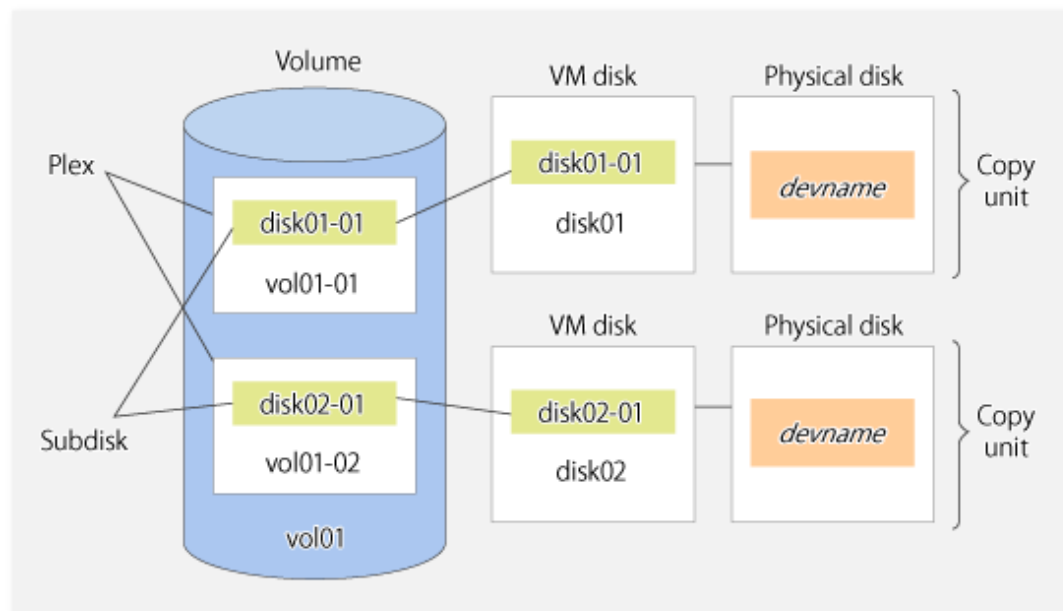 Volume
VM disk
Physical disk
Plex
disk01-01
vol01-01
disk01-01
disk01
devname
Copy
unit
VM disk
Physical disk
Subdisk
disk02-01
vol01-02
disk02-01
disk02
devname
Copy
unit
vol01